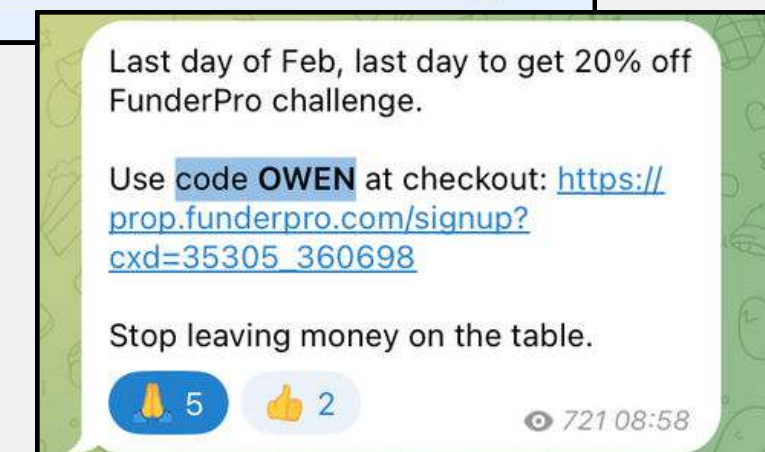 Last day of Feb, last day to get 20% off
FunderPro challenge.
Use code OWEN at checkout: https://
prop.funderpro.com/signup?
cxd=35305_360698
Stop leaving money on the table.
🙏 5 👍 2 721 08:58